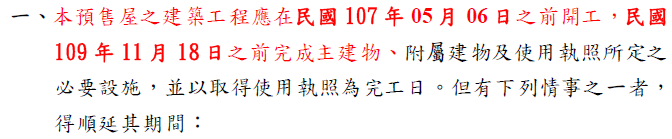 一、本預售屋之建築工程應在民國 107 年 05 月 06 日之前開工，民國
109 年 11 月 18 日之前完成主建物、附屬建物及使用執照所定之
必要設施，並以取得使用執照為完工日。但有下列情事之一者，
得順延其期間：